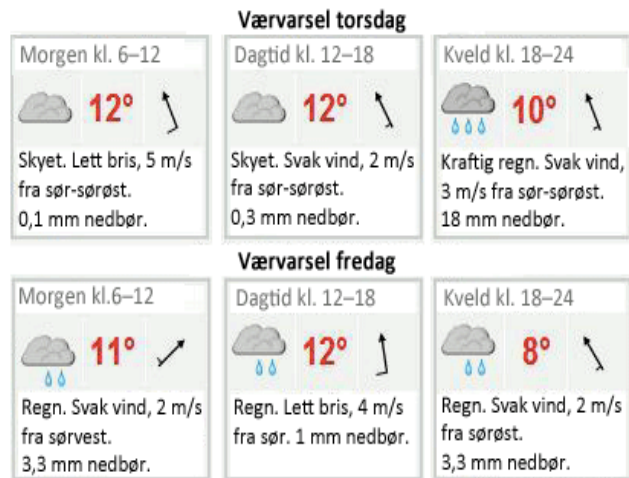 Værvarsel torsdag
Morgen kl. 6–12
12°
Skyet. Lett bris, 5 m/s
fra sør-sørøst.
0,1 mm nedbør.
Dagtid kl. 12–18
12°
Skyet. Svak vind, 2 m/s
fra sør-sørøst.
0,3 mm nedbør.
Kveld kl. 18–24
10°
Kraftig regn. Svak vind,
3 m/s fra sør-sørøst.
18 mm nedbør.
Værvarsel fredag
Morgen kl.6–12
11°
Regn. Svak vind, 2 m/s
fra sørvest.
3,3 mm nedbør.
Dagtid kl. 12–18
12°
Regn. Lett bris, 4 m/s
fra sør. 1 mm nedbør.
Kveld kl. 18–24
8°
Regn. Svak vind, 2 m/s
fra sørøst.
3,3 mm nedbør.